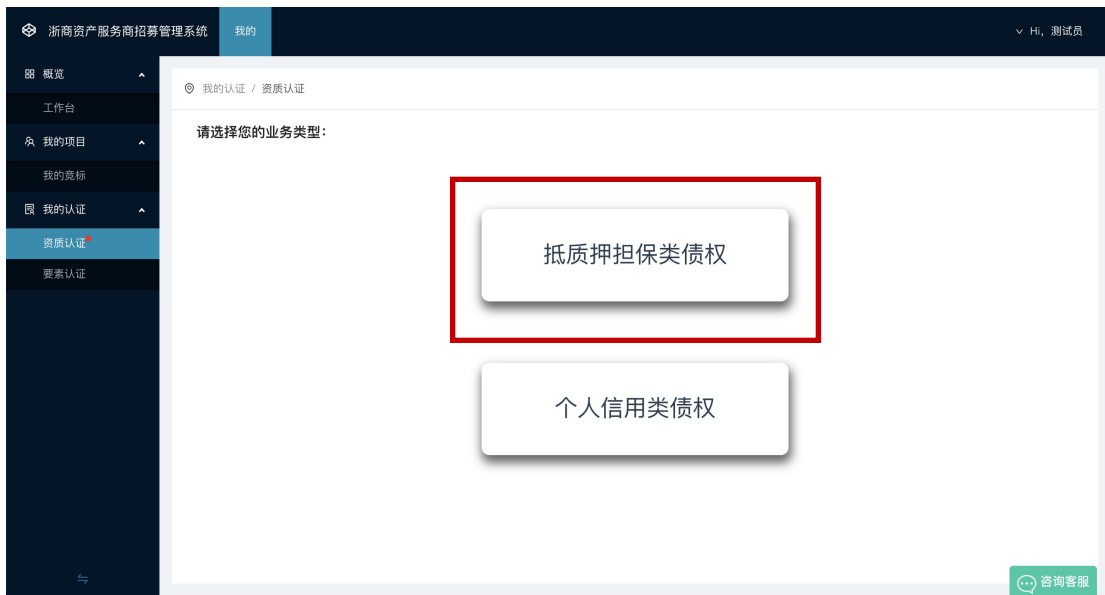 浙商资产服务商招募管理系统
我的
Hi, 测试员
概览
工作台
我的项目
我的竞标
我的认证
资质认证
要素认证
我的认证 / 资质认证
请选择您的业务类型：
抵质押担保类债权
个人信用类债权
咨询客服